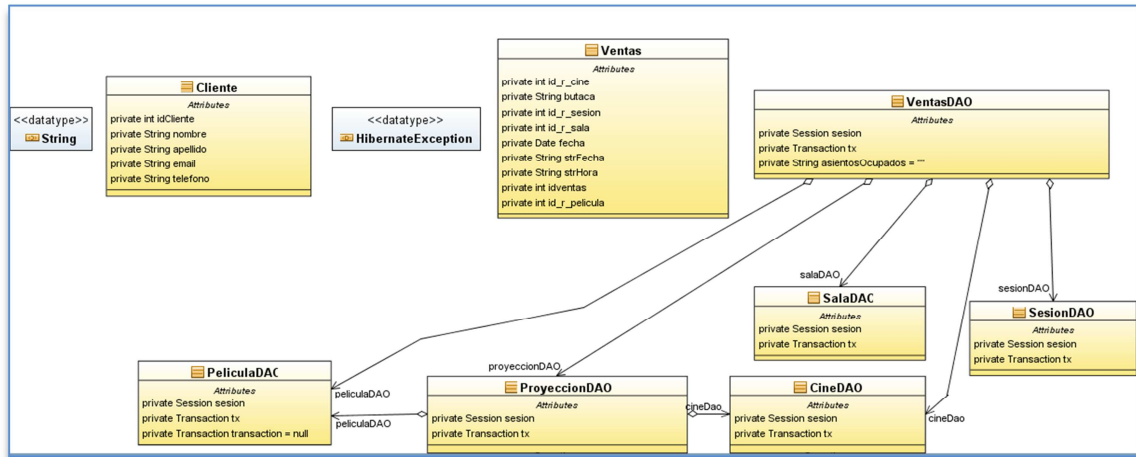 <<datatype>>
String
Cliente
Attributes
private int idCliente
private String nombre
private String apellido
private String email
private String telefono
<<datatype>>
HibernateException
Ventas
Attributes
private int id_r_cine
private String butaca
private int id_r_sesion
private int id_r_sala
private Date fecha
private String strFecha
private String strHora
private int idventas
private int id_r_pelicula
VentasDAO
Attributes
private Session sesion
private Transaction tx
private String asientosOcupados = ""
salaDAO
sesionDAO
SalaDAO
Attributes
private Session sesion
private Transaction tx
SesionDAO
Attributes
private Session sesion
private Transaction tx
proyeccionDAO
PeliculaDAO
Attributes
private Session sesion
private Transaction tx
private Transaction transaction = null
peliculaDAO
peliculaDAO
ProyeccionDAO
Attributes
private Session sesion
private Transaction tx
cineDao
CineDAO
Attributes
private Session sesion
private Transaction tx
cineDao